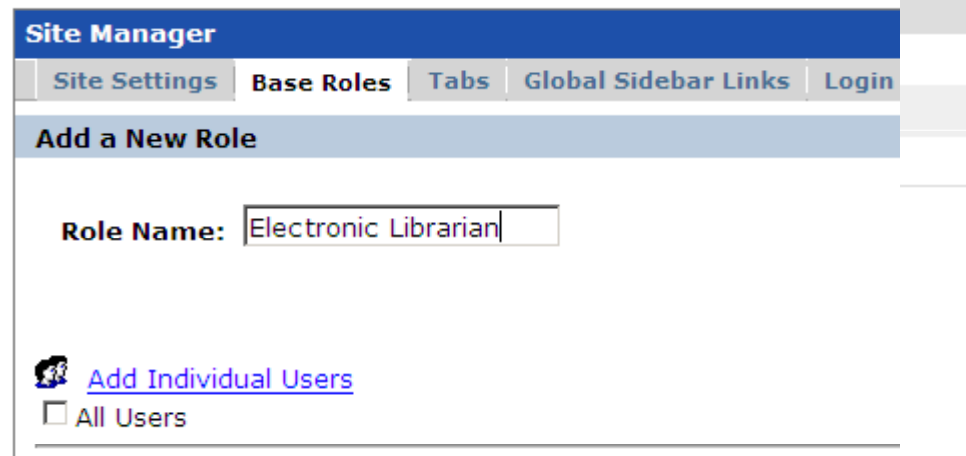 Site Manager
Site Settings Base Roles Tabs Global Sidebar Links Login
Add a New Role
Role Name: Electronic Librarian
Add Individual Users
All Users